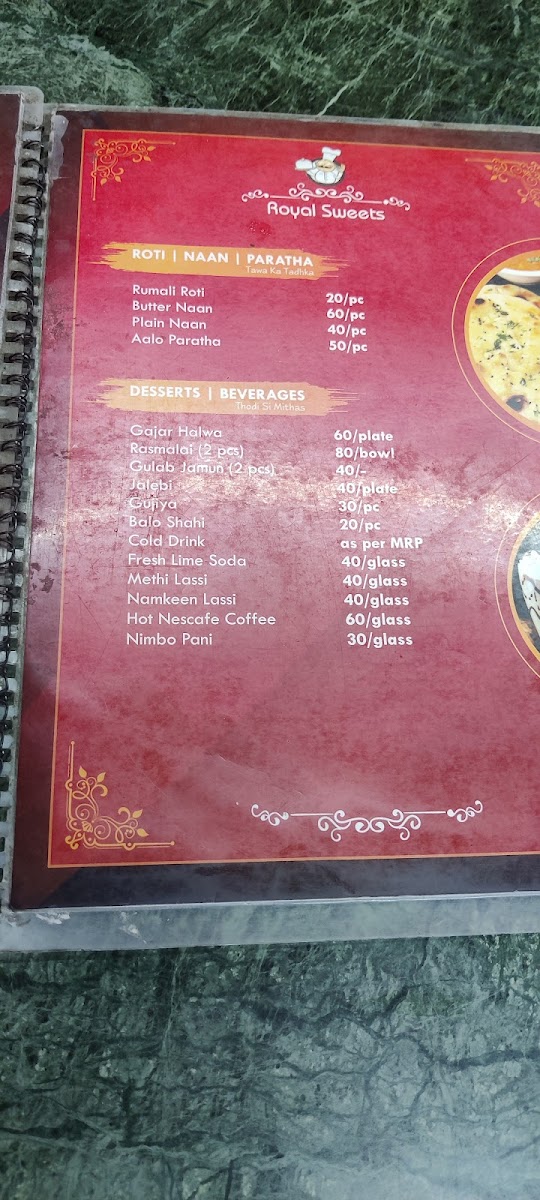 Royal Sweets
ROTI | NAAN | PARATHA
Tawa Ka Tadhka
Rumali Roti 20/pc
Butter Naan 60/pc
Plain Naan 40/pc
Aalo Paratha 50/pc
DESSERTS | BEVERAGES
Thodi Si Mithas
Gajar Halwa 60/plate
Rasmalai (2 pcs) 80/bowl
Gulab Jamun (2 pcs) 40/-
Jalebi 40/plate
Gujiya 30/pc
Balo Shahi 20/pc
Cold Drink as per MRP
Fresh Lime Soda 40/glass
Methi Lassi 40/glass
Namkeen Lassi 40/glass
Hot Nescafe Coffee 60/glass
Nimbo Pani 30/glass